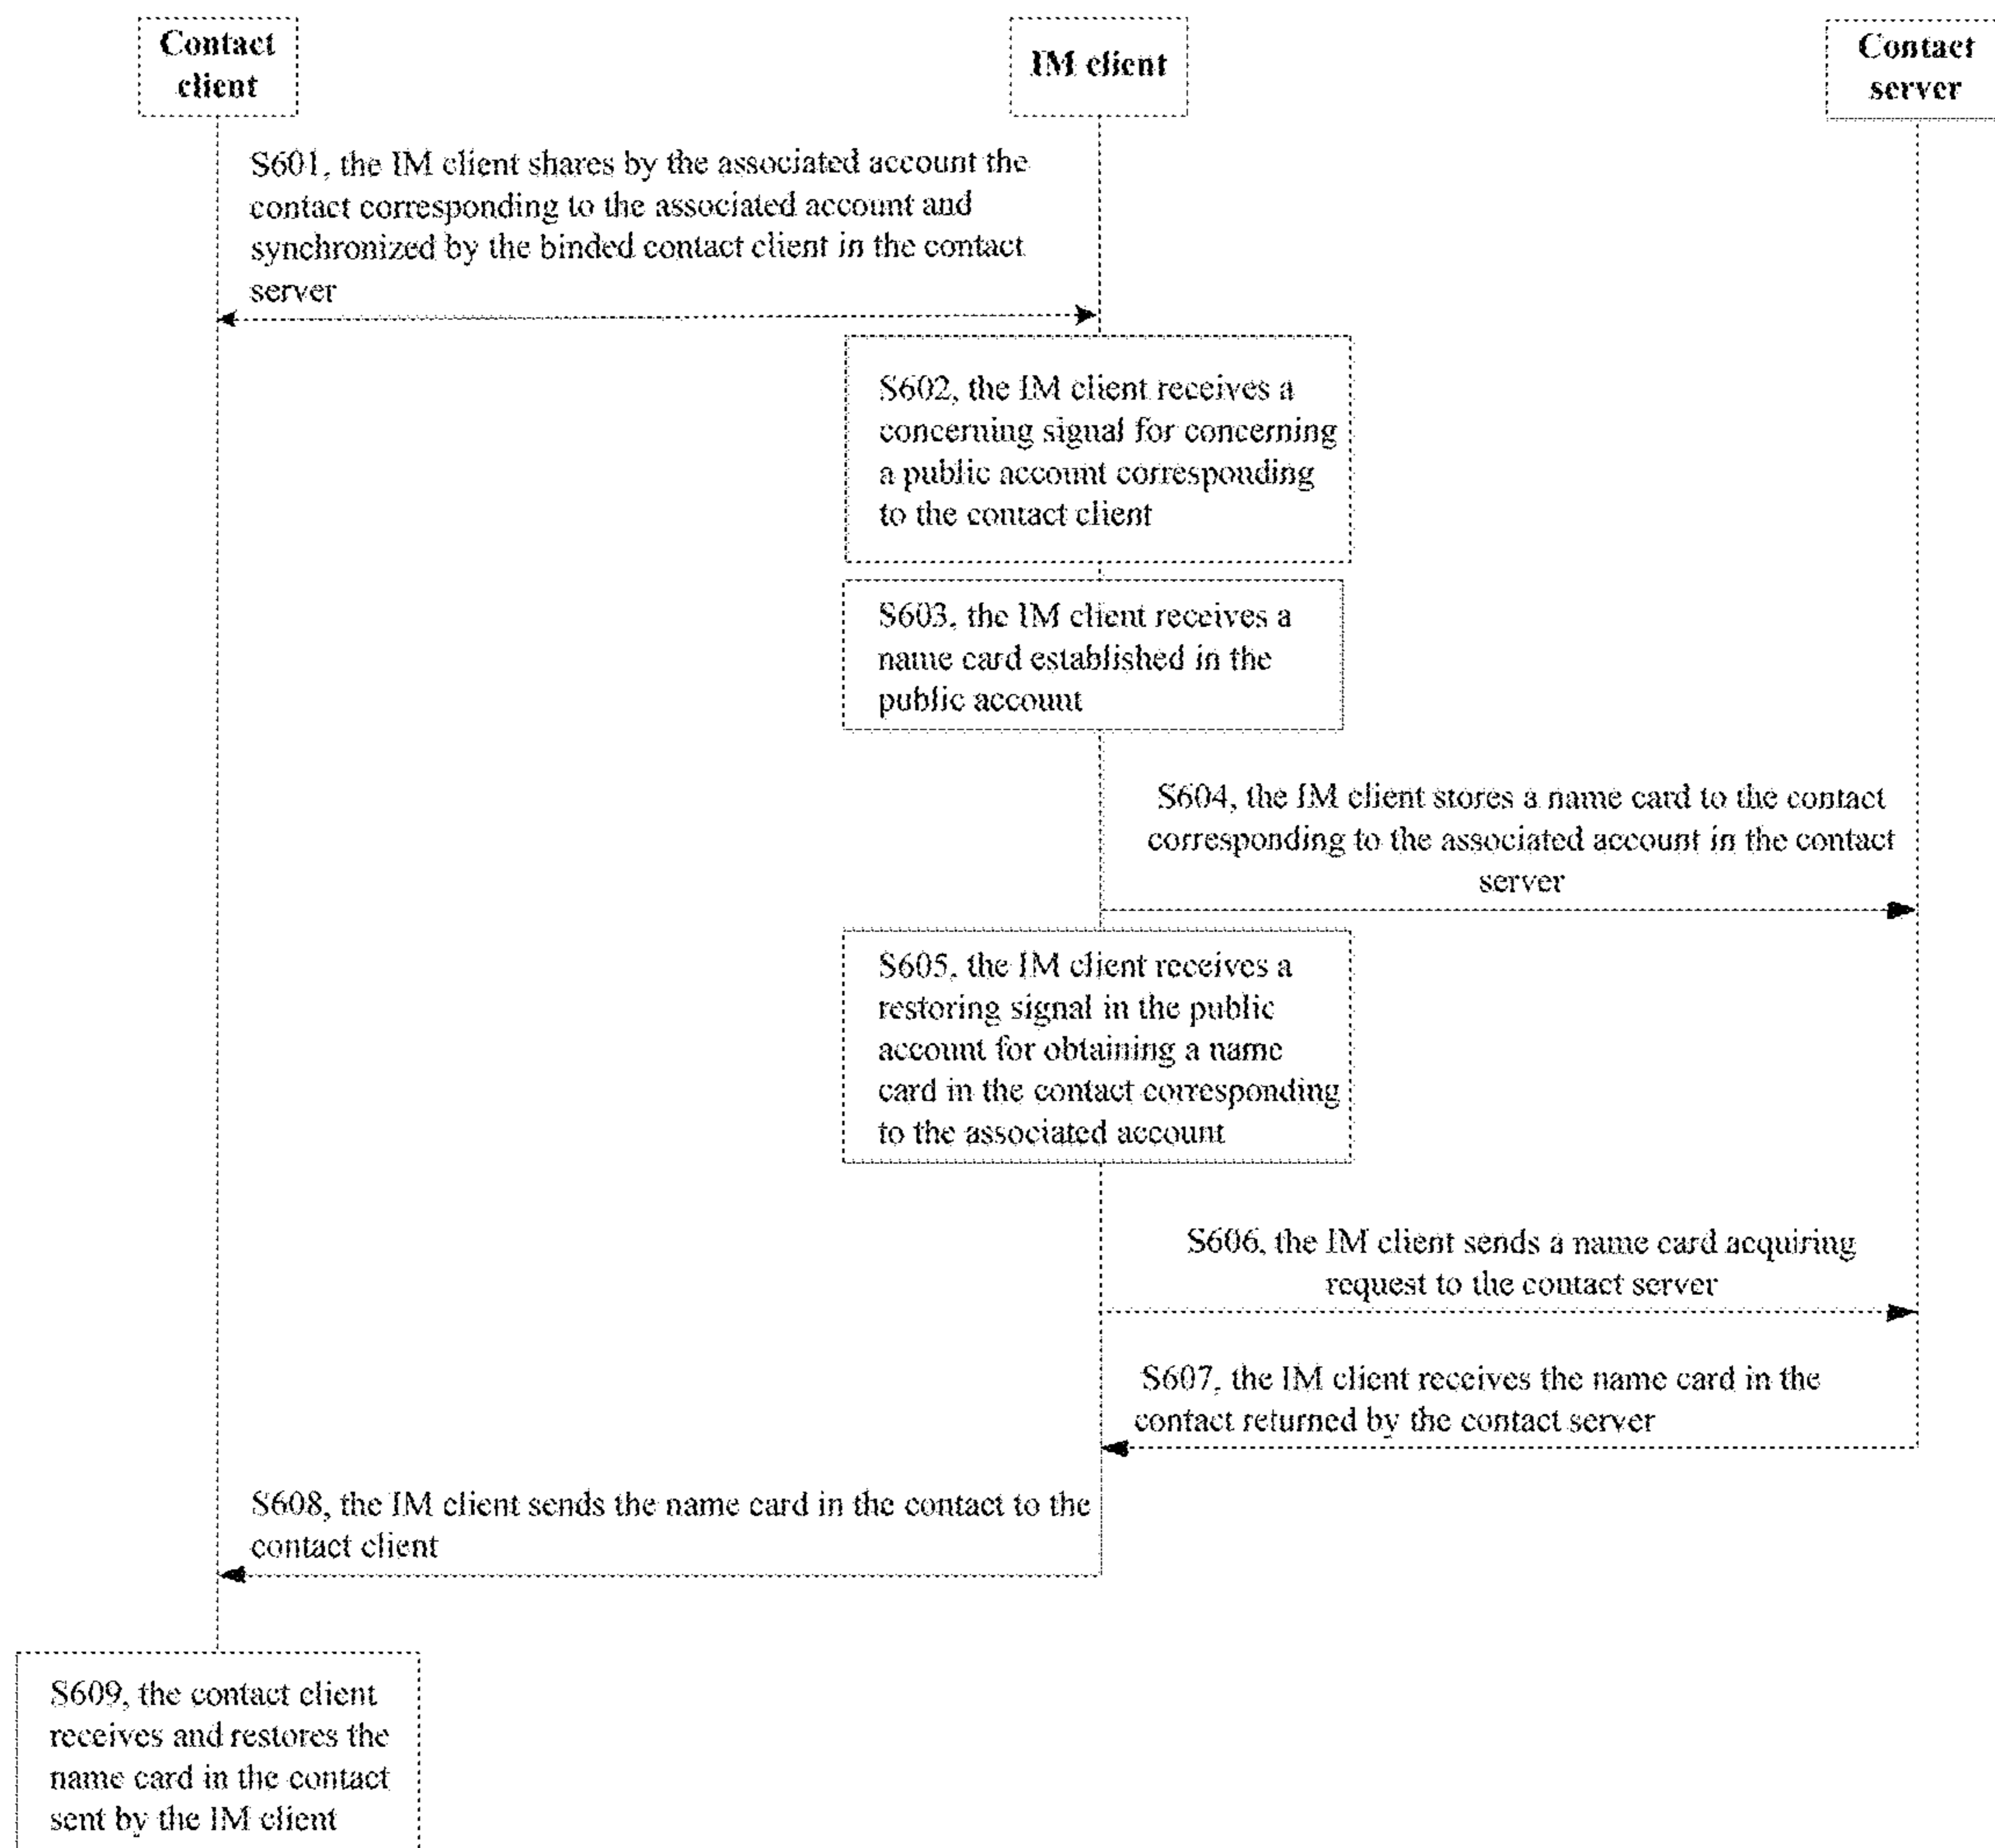 Contact
client
IM client
Contact
server
S601, the IM client shares by the associated account the
contact corresponding to the associated account and
synchronized by the binded contact client in the contact
server
S602, the IM client receives a
concerning signal for concerning
a public account corresponding
to the contact client
S603, the IM client receives a
name card established in the
public account
S604, the IM client stores a name card to the contact
corresponding to the associated account in the contact
server
S605, the IM client receives a
restoring signal in the public
account for obtaining a name
card in the contact corresponding
to the associated account
S606, the IM client sends a name card acquiring
request to the contact server
S607, the IM client receives the name card in the
contact returned by the contact server
S608, the IM client sends the name card in the contact to the
contact client
S609, the contact client
receives and restores the
name card in the contact
sent by the IM client